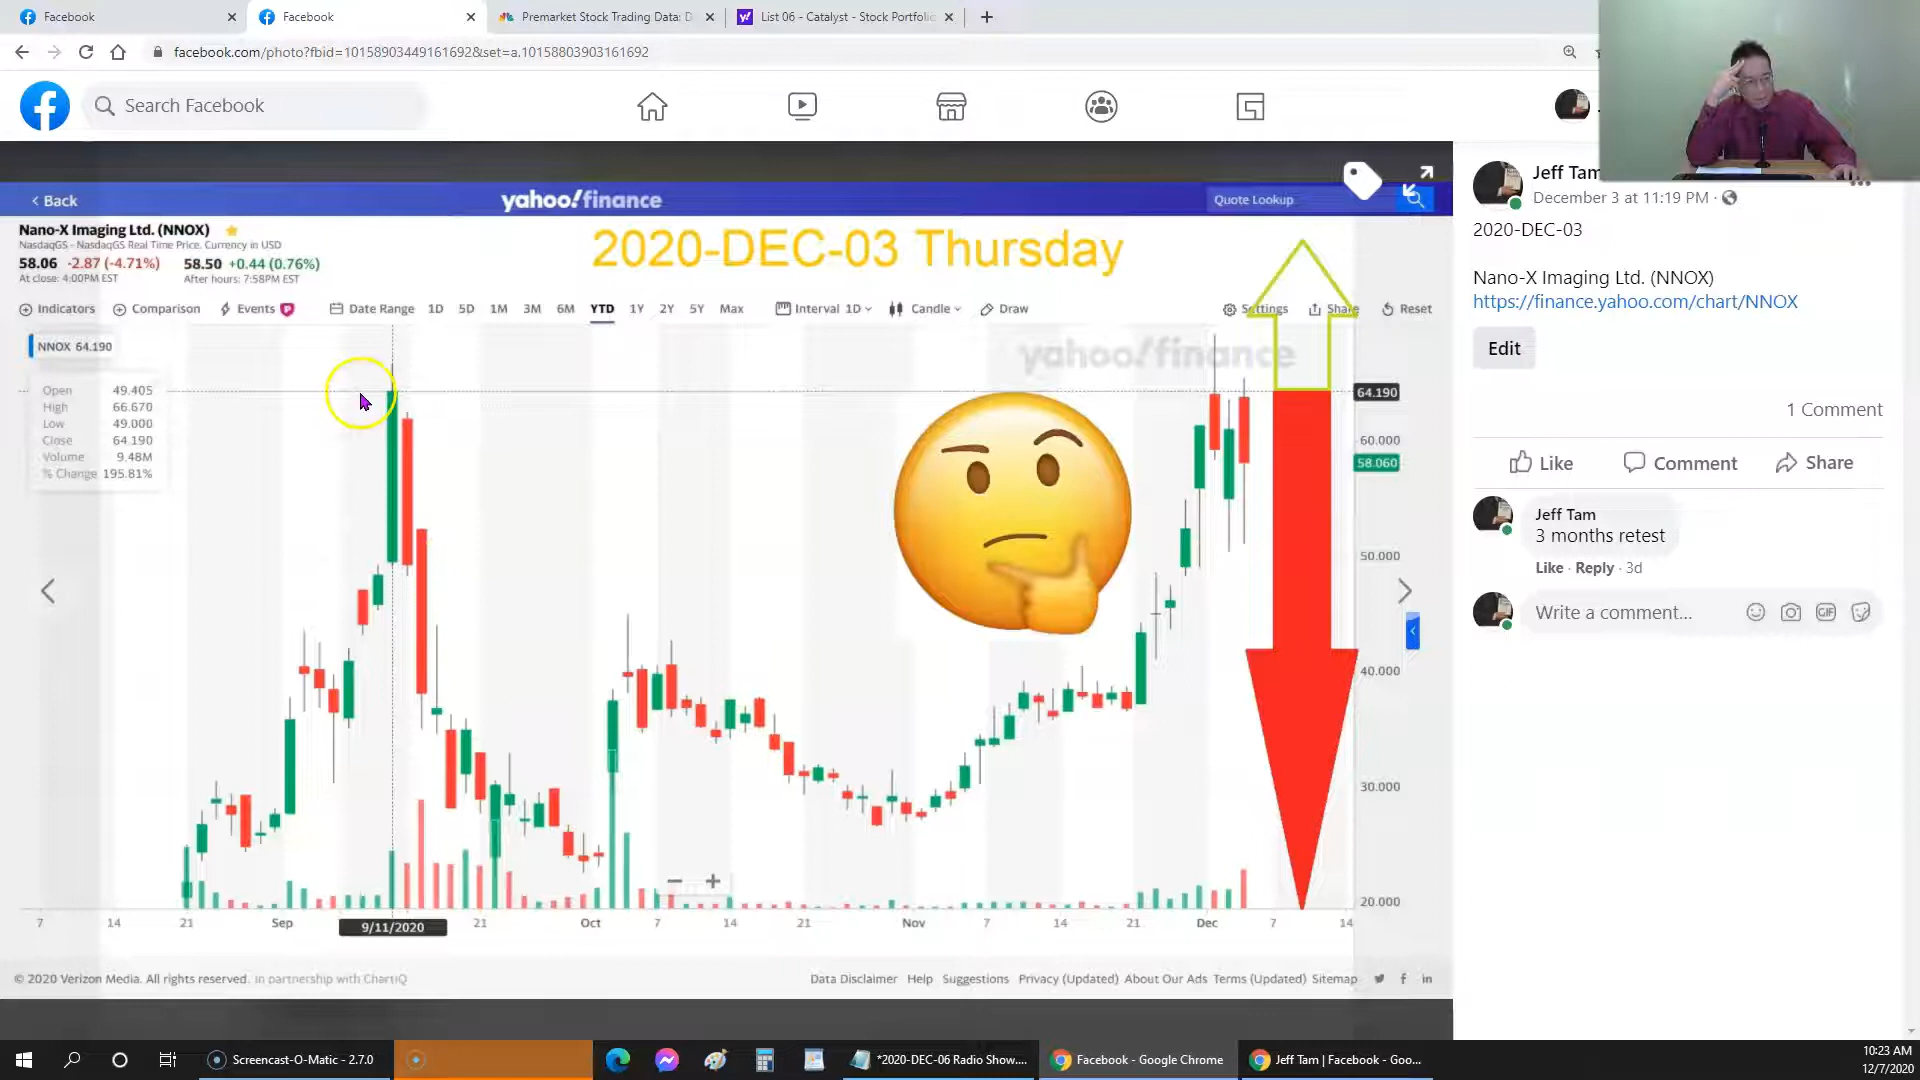 Facebook
Facebook
Premarket Stock Trading Data: D
List 06 - Catalyst - Stock Portfolio
facebook.com/photo?fbid=10158903449161692&set=a.10158803903161692
Search Facebook
< Back
yahoo!finance
Quote Lookup
Nano-X Imaging Ltd. (NNOX)
NasdaqGS - NasdaqGS Real Time Price. Currency in USD
58.06 -2.87 (-4.71%)
At close: 4:00PM EST
58.50 +0.44 (0.76%)
After hours: 7:58PM EST
2020-DEC-03 Thursday
Indicators
Comparison
Events
Date Range 1D 5D 1M 3M 6M YTD 1Y 2Y 5Y Max
Interval 1D
Candle
Draw
Settings
Share
Reset
NNOX 64.190
yahoo!finance
Open 49.405
High 66.670
Low 49.000
Close 64.190
Volume 9.48M
% Change 195.81%
64.190
60.000
58.060
50.000
40.000
30.000
20.000
7 14 21 Sep 9/11/2020 21 Oct 7 14 21 Nov 7 14 21 Dec 7 14
© 2020 Verizon Media. All rights reserved. in partnership with ChartIQ
Data Disclaimer Help Suggestions Privacy (Updated) About Our Ads Terms (Updated) Sitemap
Jeff Tam
December 3 at 11:19 PM ·
2020-DEC-03
Nano-X Imaging Ltd. (NNOX)
https://finance.yahoo.com/chart/NNOX
Edit
1 Comment
Like
Comment
Share
Jeff Tam
3 months retest
Like · Reply · 3d
Write a comment...
GIF
Screencast-O-Matic - 2.7.0
*2020-DEC-06 Radio Show....
Facebook - Google Chrome
Jeff Tam | Facebook - Goo...
10:23 AM
12/7/2020